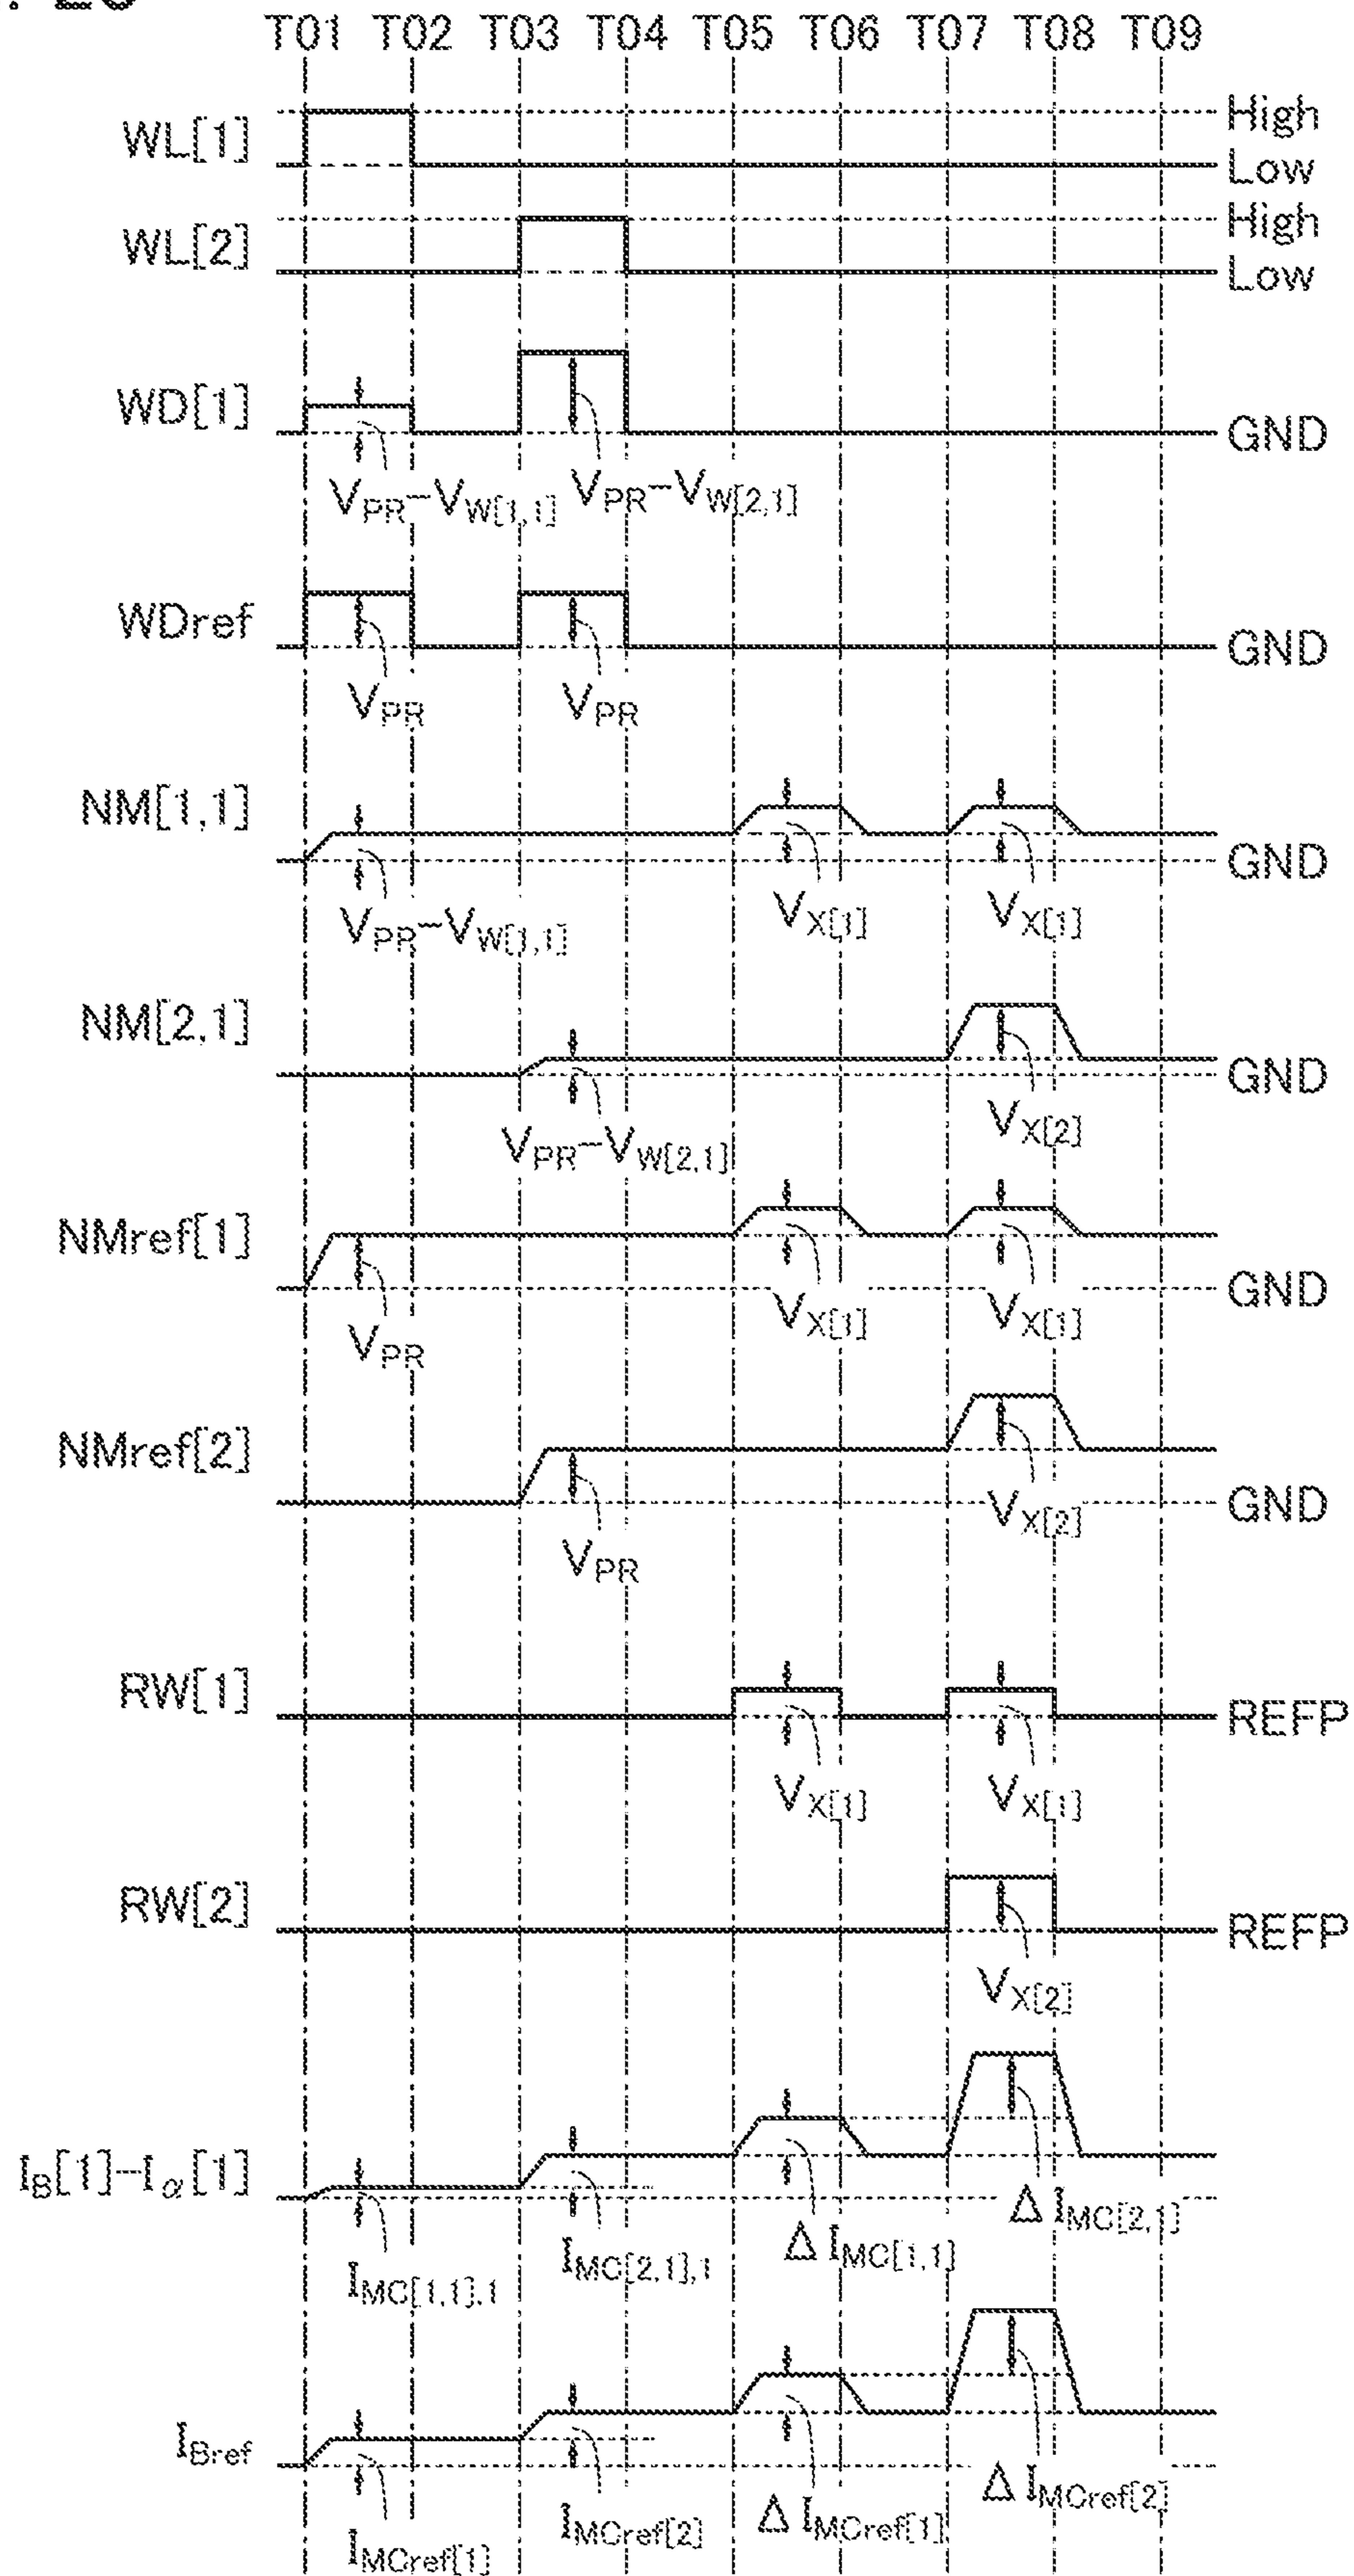 T01 T02 T03 T04 T05 T06 T07 T08 T09
WL[1] High
Low
WL[2] High
Low
WD[1] GND
VPR−VW[1,1] VPR−VW[2,1]
WDref GND
VPR VPR
NM[1,1] GND
VPR−VW[1,1] VX[1] VX[1]
NM[2,1] GND
VPR−VW[2,1] VX[2]
NMref[1] GND
VPR VX[1] VX[1]
NMref[2] GND
VPR VX[2]
RW[1] REFP
VX[1] VX[1]
RW[2] REFP
VX[2]
IB[1]−Iα[1]
IMC[1,1],1 IMC[2,1],1 ΔIMC[1,1] ΔIMC[2,1]
IBref
IMCref[1] IMCref[2] ΔIMCref[1] ΔIMCref[2]